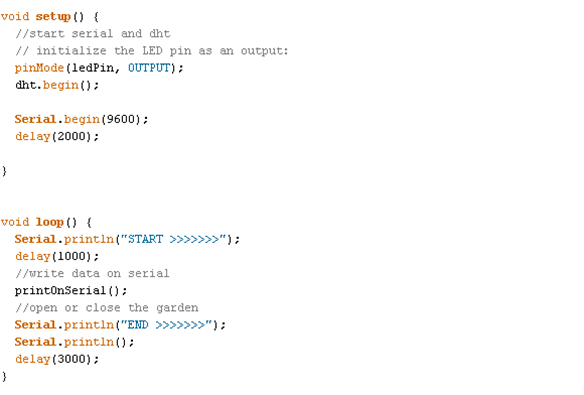 void setup() {
//start serial and dht
// initialize the LED pin as an output:
pinMode(ledPin, OUTPUT);
dht.begin();
Serial.begin(9600);
delay(2000);
}
void loop() {
Serial.println("START >>>>>>>");
delay(1000);
//write data on serial
printOnSerial();
//open or close the garden
Serial.println("END >>>>>>>");
Serial.println();
delay(3000);
}